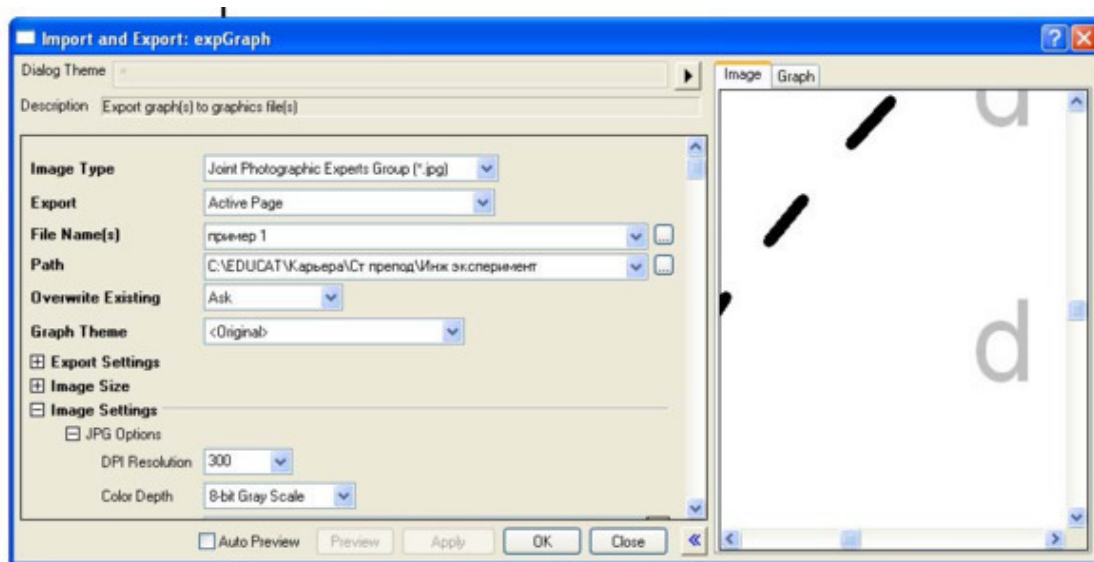 Import and Export: expGraph
Dialog Theme *
Description Export graph(s) to graphics file(s)
Image Type Joint Photographic Experts Group (*.jpg)
Export Active Page
File Name(s) пример 1
Path C:\EDUCAT\Карьера\Ст препод\Инж эксперимент
Overwrite Existing Ask
Graph Theme <Original>
Export Settings
Image Size
Image Settings
JPG Options
DPI Resolution 300
Color Depth 8-bit Gray Scale
Auto Preview Preview Apply OK Close
Image Graph
d
d